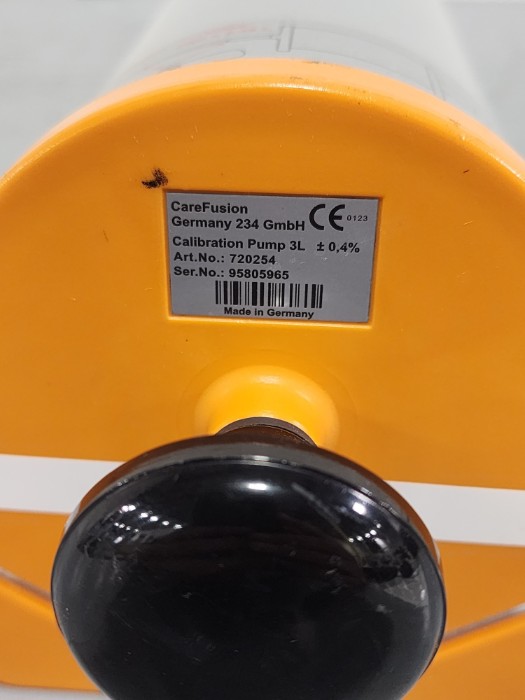 CareFusion
Germany 234 GmbH CE 0123
Calibration Pump 3L ± 0,4%
Art.No.: 720254
Ser.No.: 95805965
Made in Germany